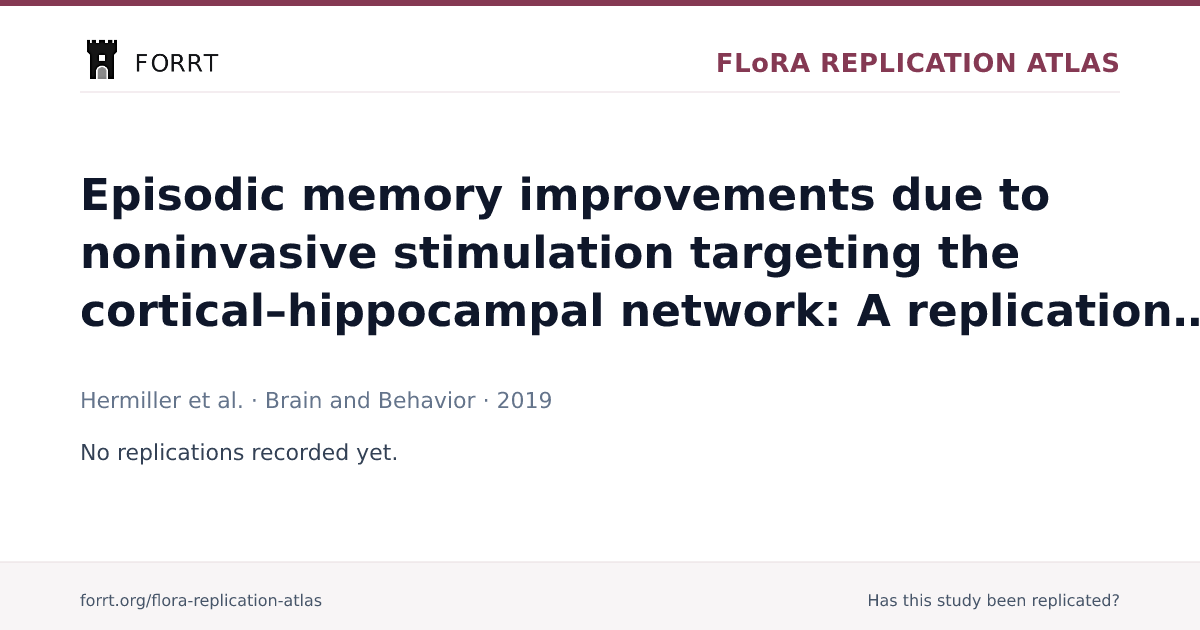 FORRT
FLoRA REPLICATION ATLAS
Episodic memory improvements due to
noninvasive stimulation targeting the
cortical–hippocampal network: A replication…
Hermiller et al. · Brain and Behavior · 2019
No replications recorded yet.
forrt.org/flora-replication-atlas
Has this study been replicated?